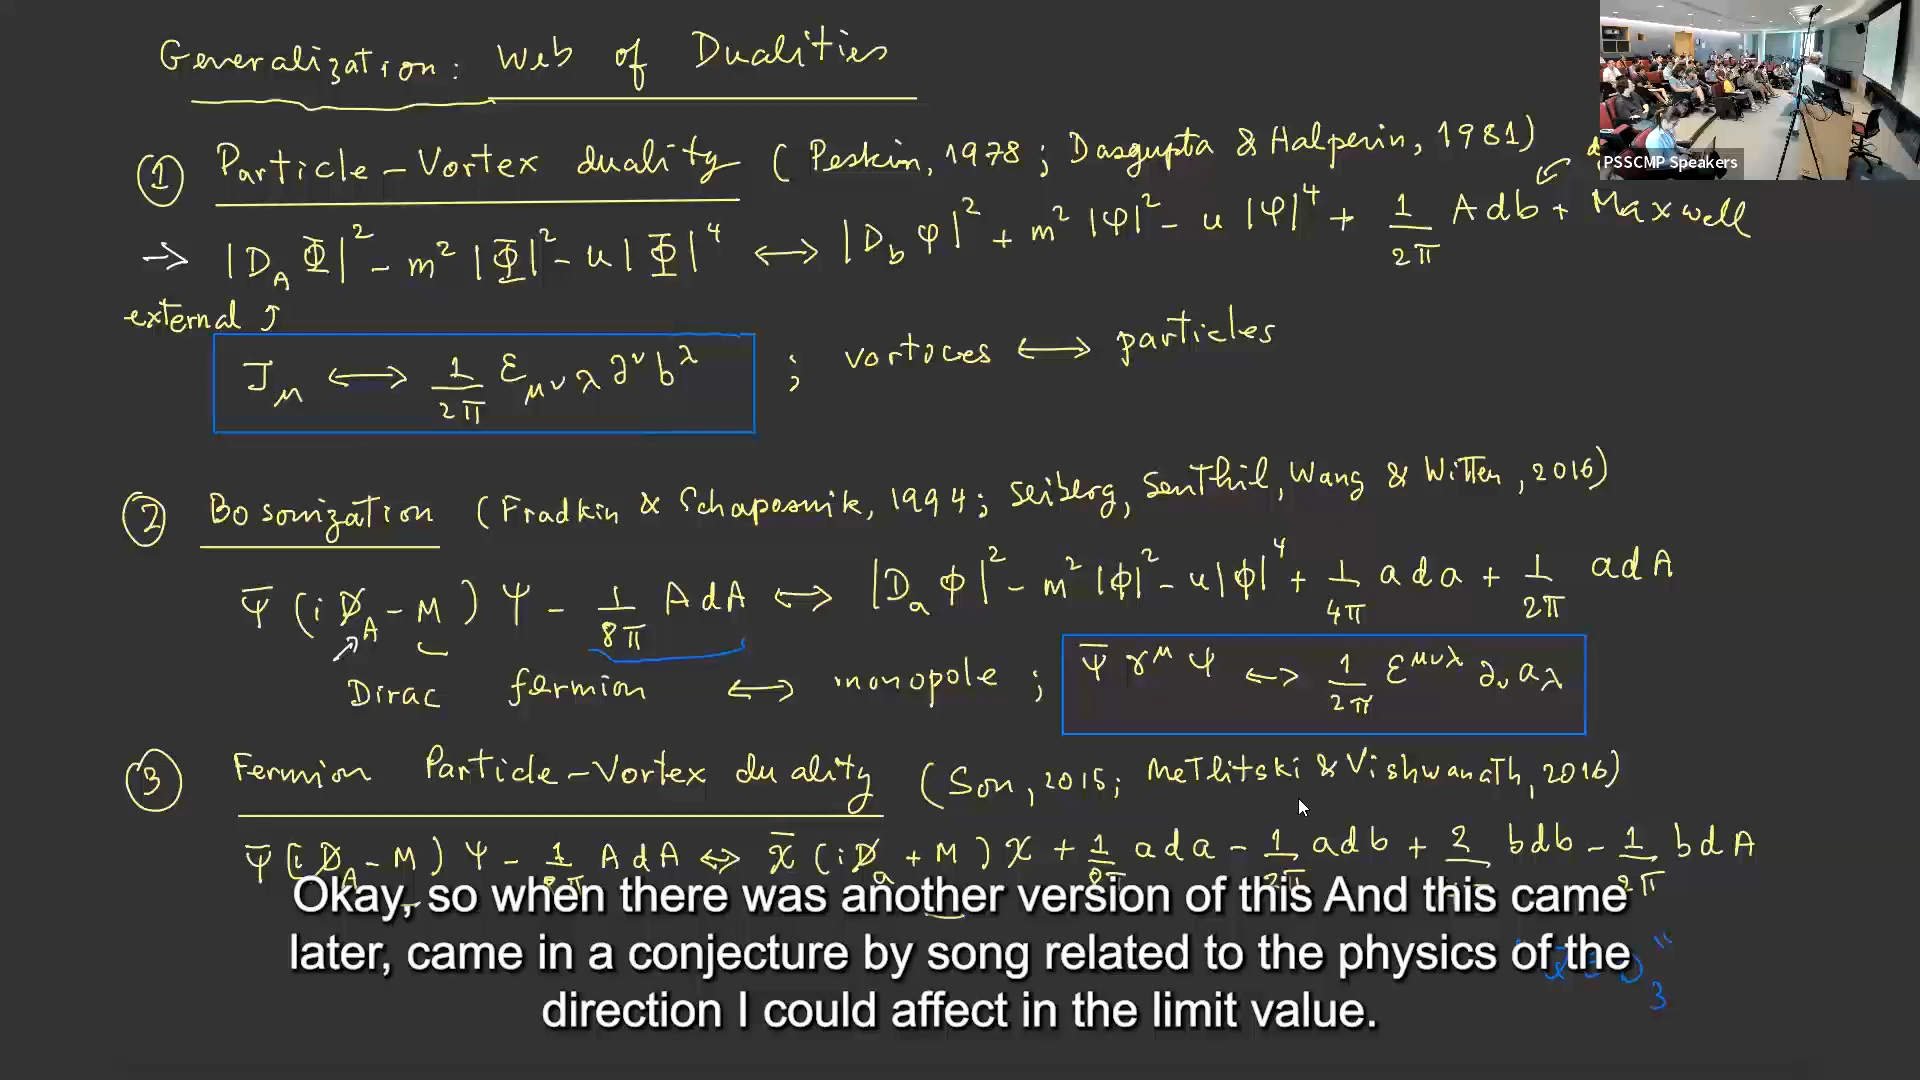 Generalization: Web of Dualities
PSSCMP Speakers
① Particle-Vortex duality (Peskin, 1978; Dasgupta & Halperin, 1981)
→ |D_A Φ|² - m² |Φ|² - u |Φ|⁴ ⟷ |D_b φ|² + m² |φ|² - u |φ|⁴ + 1/2π Adb + Maxwell
external ↑
J_μ ⟷ 1/2π ε_μνλ ∂^ν b^λ ; vortices ⟷ particles
② Bosonization (Fradkin & Schaposnik, 1994; Seiberg, Senthil, Wang & Witten, 2016)
Ψ̄ (i D̸_A - M) Ψ - 1/8π AdA ⟷ |D_a ϕ|² - m² |ϕ|² - u |ϕ|⁴ + 1/4π ada + 1/2π adA
Dirac fermion ⟷ monopole ; Ψ̄ γ^μ Ψ ⟷ 1/2π ε^μνλ ∂_ν a_λ
③ Fermion Particle-Vortex duality (Son, 2015; Metlitski & Vishwanath, 2016)
Ψ̄ (i D̸_A - M) Ψ - 1/8π AdA ⟷ χ̄ (i D̸_a + M) χ + 1/8π ada - 1/2π adb + 2/ bdb - 1/2π bdA
Okay, so when there was another version of this And this came
later, came in a conjecture by song related to the physics of the
direction I could affect in the limit value.